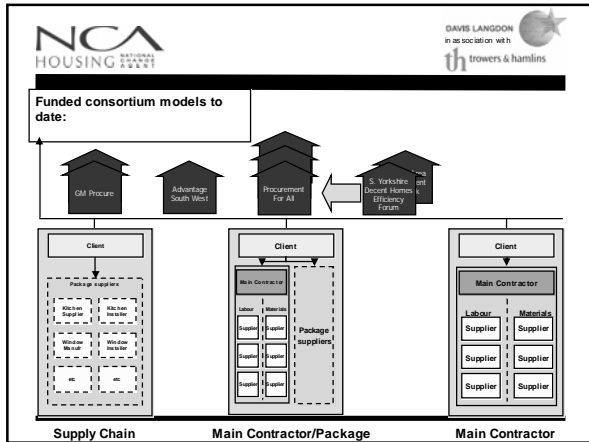 NCA
HOUSING NATIONAL CHANGE AGENT
DAVIS LANGDON
in association with
th trowers & hamlins
Funded consortium models to
date:
GM Procure
Advantage
South West
Procurement
For All
S. Yorkshire
Decent Homes
Efficiency
Forum
Client
Package suppliers
Kitchen
Supplier
Kitchen
Installer
Window
Manufr
Window
Installer
etc
etc
Client
Main Contractor
Labour
Materials
Supplier
Supplier
Supplier
Supplier
Supplier
Supplier
Package
suppliers
Client
Main Contractor
Labour
Materials
Supplier
Supplier
Supplier
Supplier
Supplier
Supplier
Supply Chain
Main Contractor/Package
Main Contractor